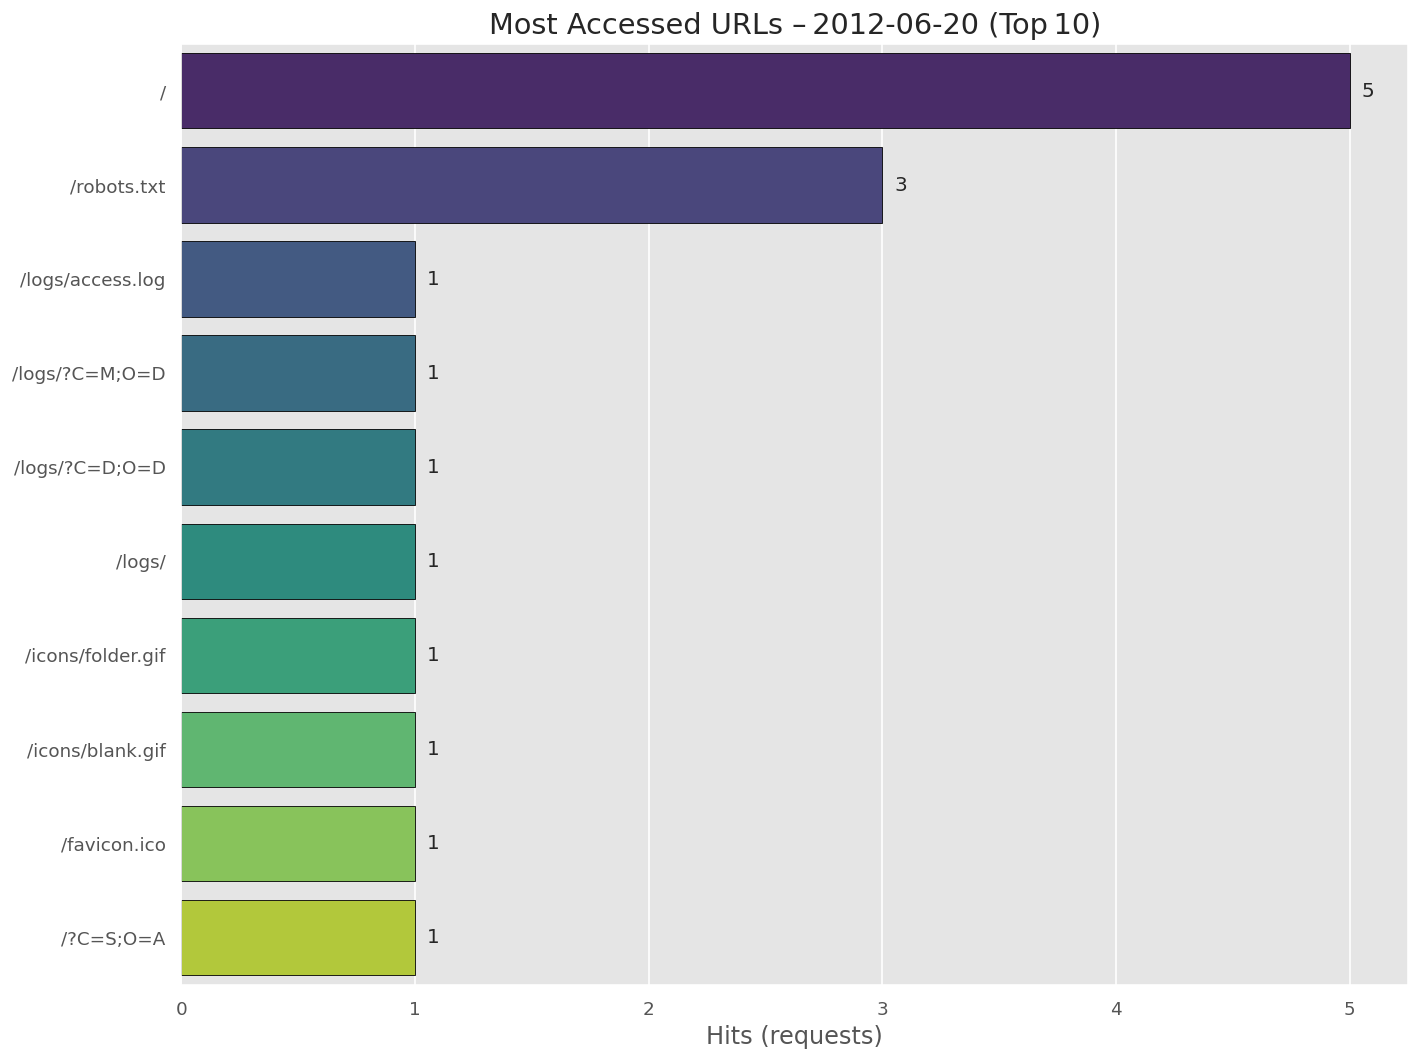 Most Accessed URLs – 2012-06-20 (Top 10)
/
5
/robots.txt
3
/logs/access.log
1
/logs/?C=M;O=D
1
/logs/?C=D;O=D
1
/logs/
1
/icons/folder.gif
1
/icons/blank.gif
1
/favicon.ico
1
/?C=S;O=A
1
0 1 2 3 4 5
Hits (requests)